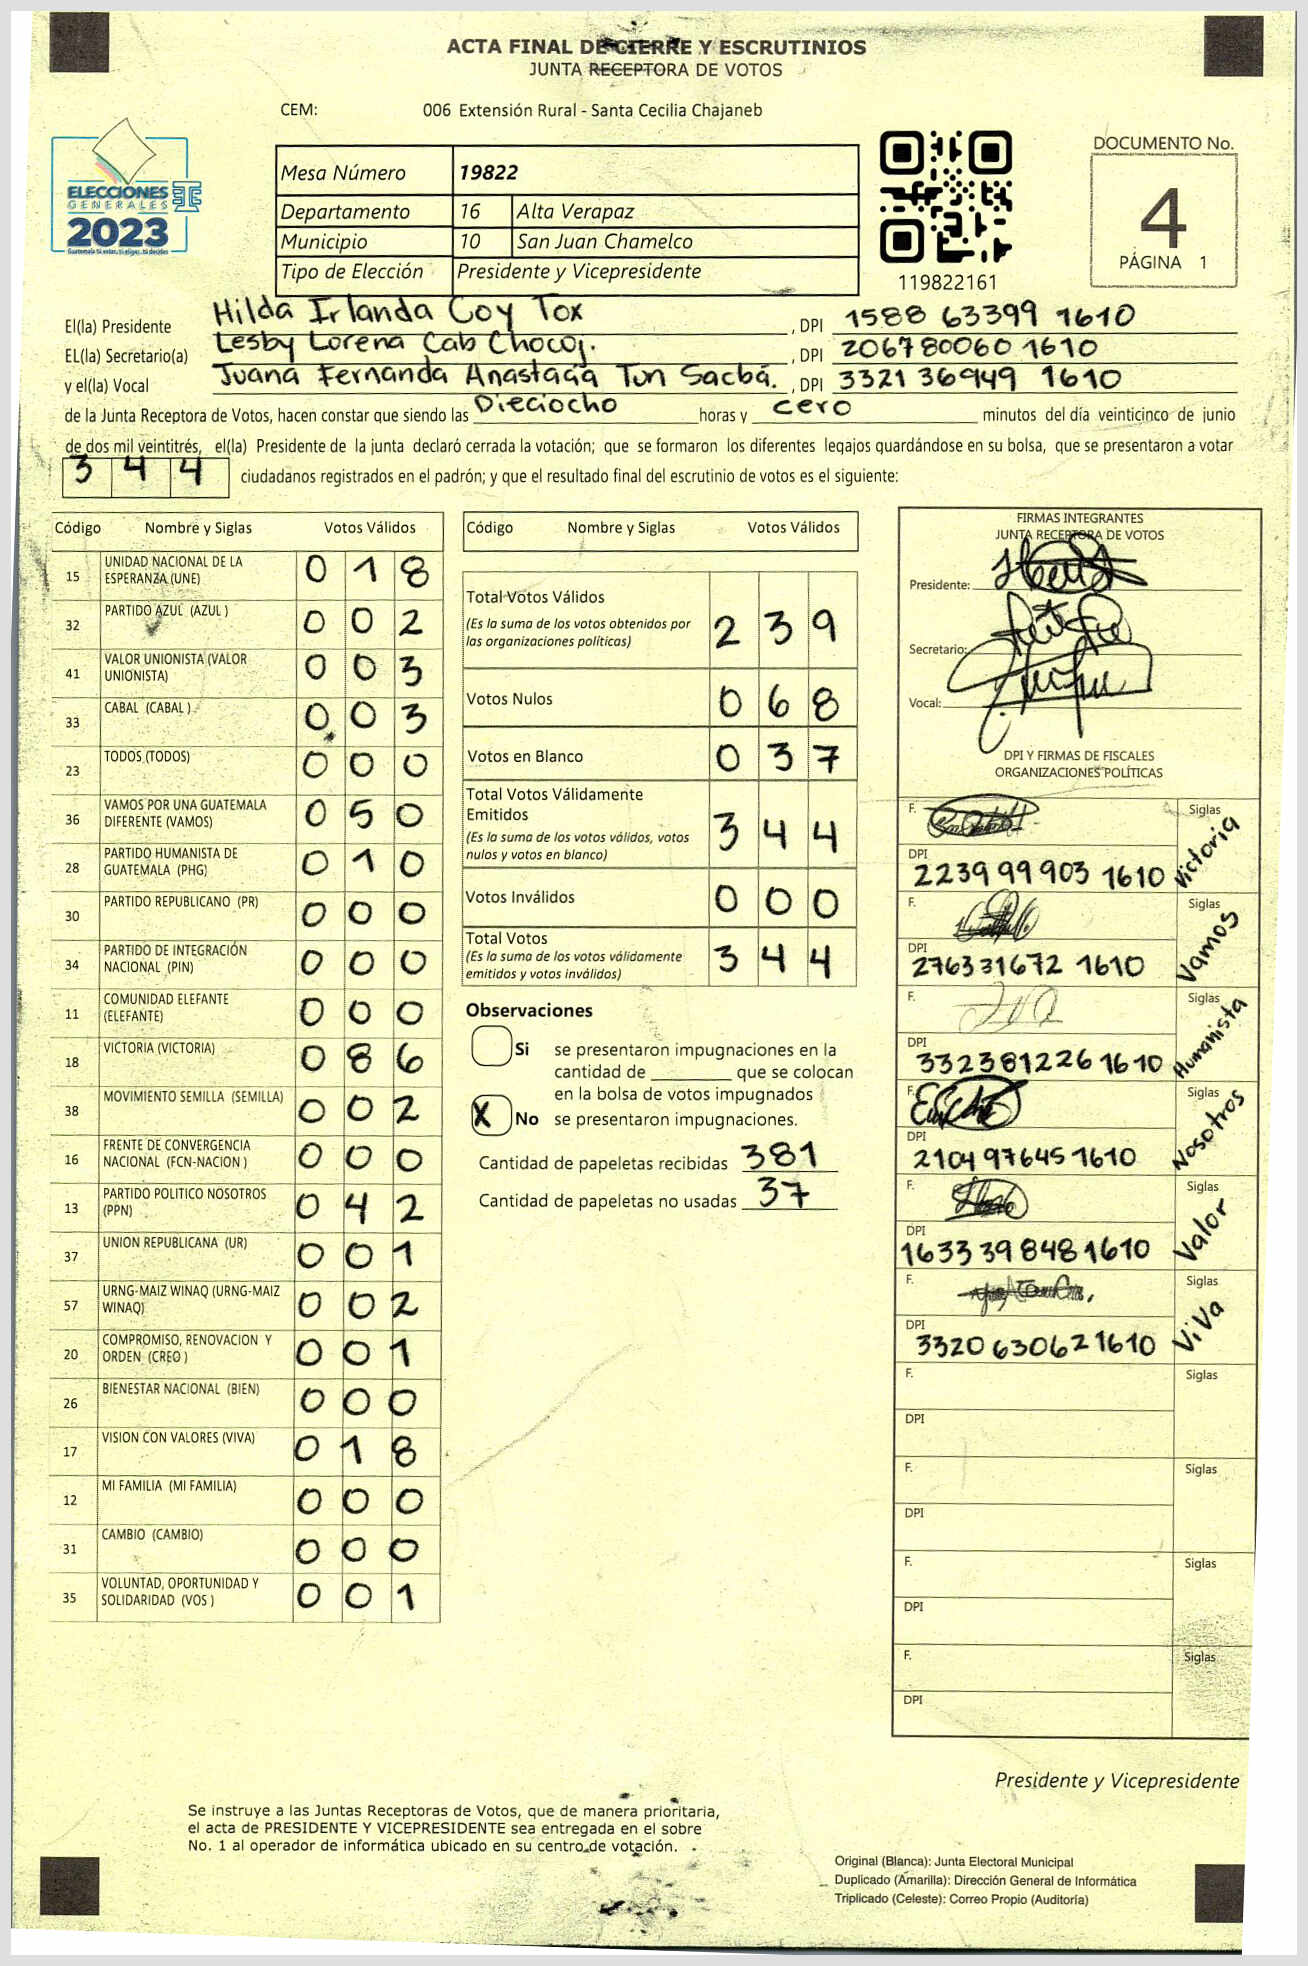 ACTA FINAL DE CIERRE Y ESCRUTINIOS
JUNTA RECEPTORA DE VOTOS
CEM: 006 Extensión Rural - Santa Cecilia Chajaneb
ELECCIONES
GENERALES
2023
Mesa Número 19822
Departamento 16 Alta Verapaz
Municipio 10 San Juan Chamelco
Tipo de Elección Presidente y Vicepresidente
119822161
DOCUMENTO No.
4
PÁGINA 1
El(la) Presidente Hilda Irlanda Coy Tox , DPI 1588 63399 1610
EL(la) Secretario(a) Lesby Lorena Cab Chocoj. , DPI 206780060 1610
y el(la) Vocal Juana Fernanda Anastacia Tun Sacbá. , DPI 3321 36949 1610
de la Junta Receptora de Votos, hacen constar que siendo las Dieciocho horas y cero minutos del día veinticinco de junio
de dos mil veintitrés, el(la) Presidente de la junta declaró cerrada la votación; que se formaron los diferentes legajos quardándose en su bolsa, que se presentaron a votar
3 4 4 ciudadanos registrados en el padrón; y que el resultado final del escrutinio de votos es el siguiente:
Código Nombre y Siglas Votos Válidos
15 UNIDAD NACIONAL DE LA ESPERANZA (UNE) 0 1 8
32 PARTIDO AZUL (AZUL ) 0 0 2
41 VALOR UNIONISTA (VALOR UNIONISTA) 0 0 3
33 CABAL (CABAL ) 0 0 3
23 TODOS (TODOS) 0 0 0
36 VAMOS POR UNA GUATEMALA DIFERENTE (VAMOS) 0 5 0
28 PARTIDO HUMANISTA DE GUATEMALA (PHG) 0 1 0
30 PARTIDO REPUBLICANO (PR) 0 0 0
34 PARTIDO DE INTEGRACIÓN NACIONAL (PIN) 0 0 0
11 COMUNIDAD ELEFANTE (ELEFANTE) 0 0 0
18 VICTORIA (VICTORIA) 0 8 6
38 MOVIMIENTO SEMILLA (SEMILLA) 0 0 2
16 FRENTE DE CONVERGENCIA NACIONAL (FCN-NACION ) 0 0 0
13 PARTIDO POLITICO NOSOTROS (PPN) 0 4 2
37 UNION REPUBLICANA (UR) 0 0 1
57 URNG-MAIZ WINAQ (URNG-MAIZ WINAQ) 0 0 2
20 COMPROMISO, RENOVACION Y ORDEN (CREO ) 0 0 1
26 BIENESTAR NACIONAL (BIEN) 0 0 0
17 VISION CON VALORES (VIVA) 0 1 8
12 MI FAMILIA (MI FAMILIA) 0 0 0
31 CAMBIO (CAMBIO) 0 0 0
35 VOLUNTAD, OPORTUNIDAD Y SOLIDARIDAD (VOS ) 0 0 1
Código Nombre y Siglas Votos Válidos
Total Votos Válidos 2 3 9
(Es la suma de los votos obtenidos por
las organizaciones políticas)
Votos Nulos 0 6 8
Votos en Blanco 0 3 7
Total Votos Válidamente
Emitidos 3 4 4
(Es la suma de los votos válidos, votos
nulos y votos en blanco)
Votos Inválidos 0 0 0
Total Votos 3 4 4
(Es la suma de los votos válidamente
emitidos y votos inválidos)
Observaciones
Si se presentaron impugnaciones en la
cantidad de ________ que se colocan
en la bolsa de votos impugnados
X No se presentaron impugnaciones.
Cantidad de papeletas recibidas 381
Cantidad de papeletas no usadas 37
FIRMAS INTEGRANTES
JUNTA RECEPTORA DE VOTOS
Presidente:
Secretario:
Vocal:
DPI Y FIRMAS DE FISCALES
ORGANIZACIONES POLÍTICAS
F. Siglas Victoria
DPI 2239 99 903 1610
F. Siglas Vamos
DPI 276331672 1610
F. Siglas Humanista
DPI 332381226 1610
F. Siglas Nosotros
DPI 2104 97645 1610
F. Siglas Valor
DPI 1633 39 848 1610
F. Siglas ViVa
DPI 3320 63062 1610
F. Siglas
DPI
F. Siglas
DPI
F. Siglas
DPI
F. Siglas
DPI
Presidente y Vicepresidente
Se instruye a las Juntas Receptoras de Votos, que de manera prioritaria,
el acta de PRESIDENTE Y VICEPRESIDENTE sea entregada en el sobre
No. 1 al operador de informática ubicado en su centro de votación.
Original (Blanca): Junta Electoral Municipal
Duplicado (Amarilla): Dirección General de Informática
Triplicado (Celeste): Correo Propio (Auditoría)